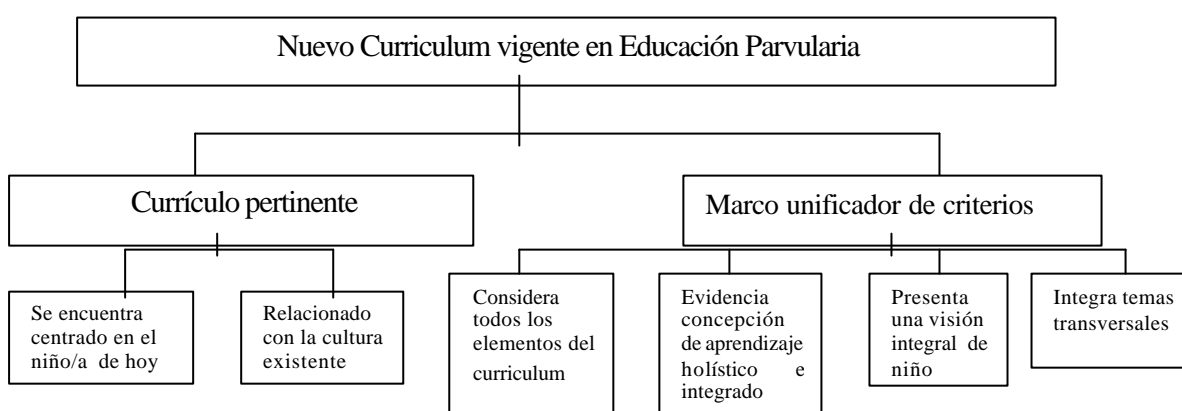 Nuevo Curriculum vigente en Educación Parvularia
Currículo pertinente
Marco unificador de criterios
Se encuentra
centrado en el
niño/a de hoy
Relacionado
con la cultura
existente
Considera
todos los
elementos del
curriculum
Evidencia
concepción
de aprendizaje
holístico e
integrado
Presenta
una visión
integral de
niño
Integra temas
transversales